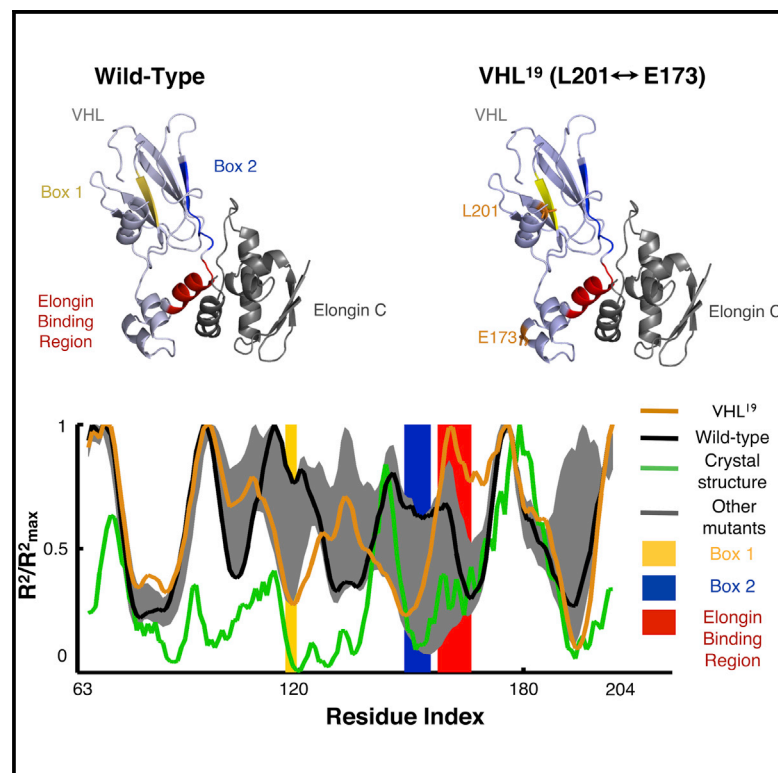 Wild-Type
VHL¹⁹ (L201↔E173)
VHL
Box 1
Box 2
Elongin
Binding
Region
Elongin C
VHL
L201
E173
Elongin C
1
0.5
0
R²/R²max
63
120
180
204
Residue Index
VHL¹⁹
Wild-type
Crystal
structure
Other
mutants
Box 1
Box 2
Elongin
Binding
Region